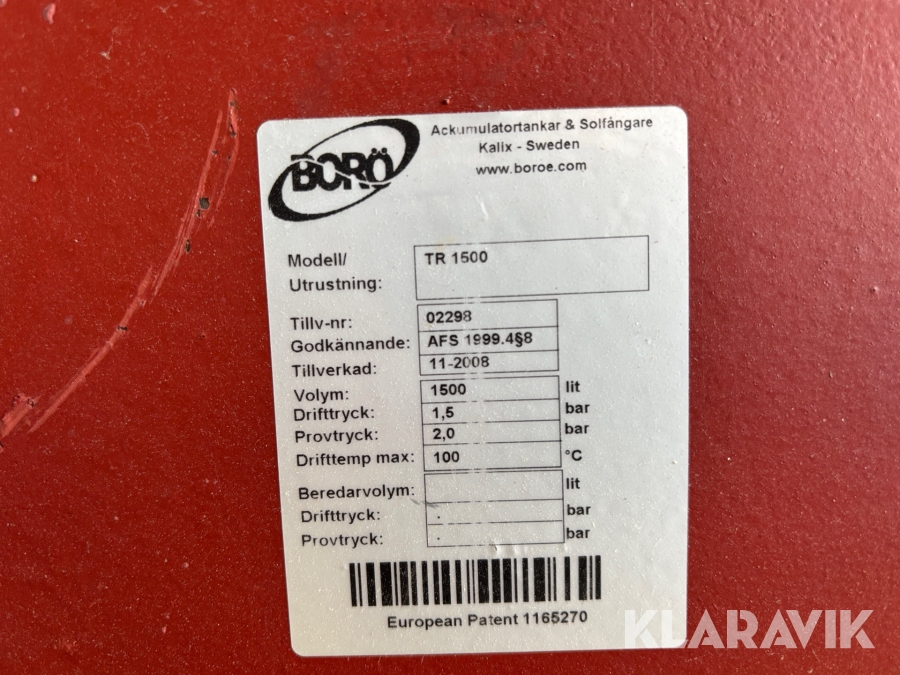 BORÖ
Ackumulatortankar & Solfångare
Kalix - Sweden
www.boroe.com
Modell/ TR 1500
Utrustning:
Tillv-nr: 02298
Godkännande: AFS 1999.4§8
Tillverkad: 11-2008
Volym: 1500 lit
Drifttryck: 1,5 bar
Provtryck: 2,0 bar
Drifttemp max: 100 °C
Beredarvolym: lit
Drifttryck: . bar
Provtryck: . bar
European Patent 1165270
KLARAVIK